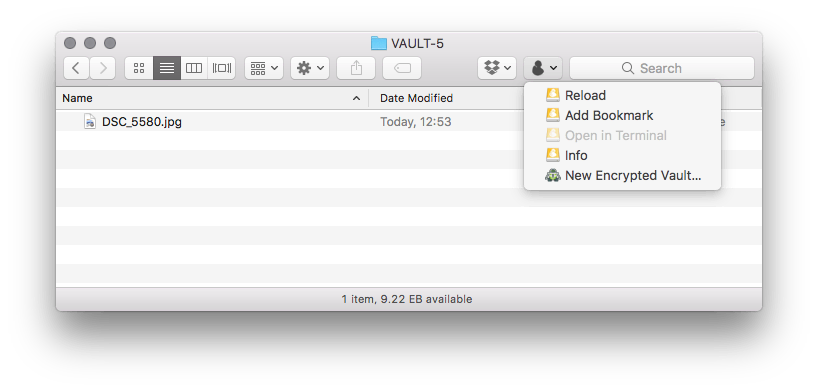 VAULT-5
Search
Name
Date Modified
DSC_5580.jpg
Today, 12:53
Reload
Add Bookmark
Open in Terminal
Info
New Encrypted Vault...
1 item, 9.22 EB available